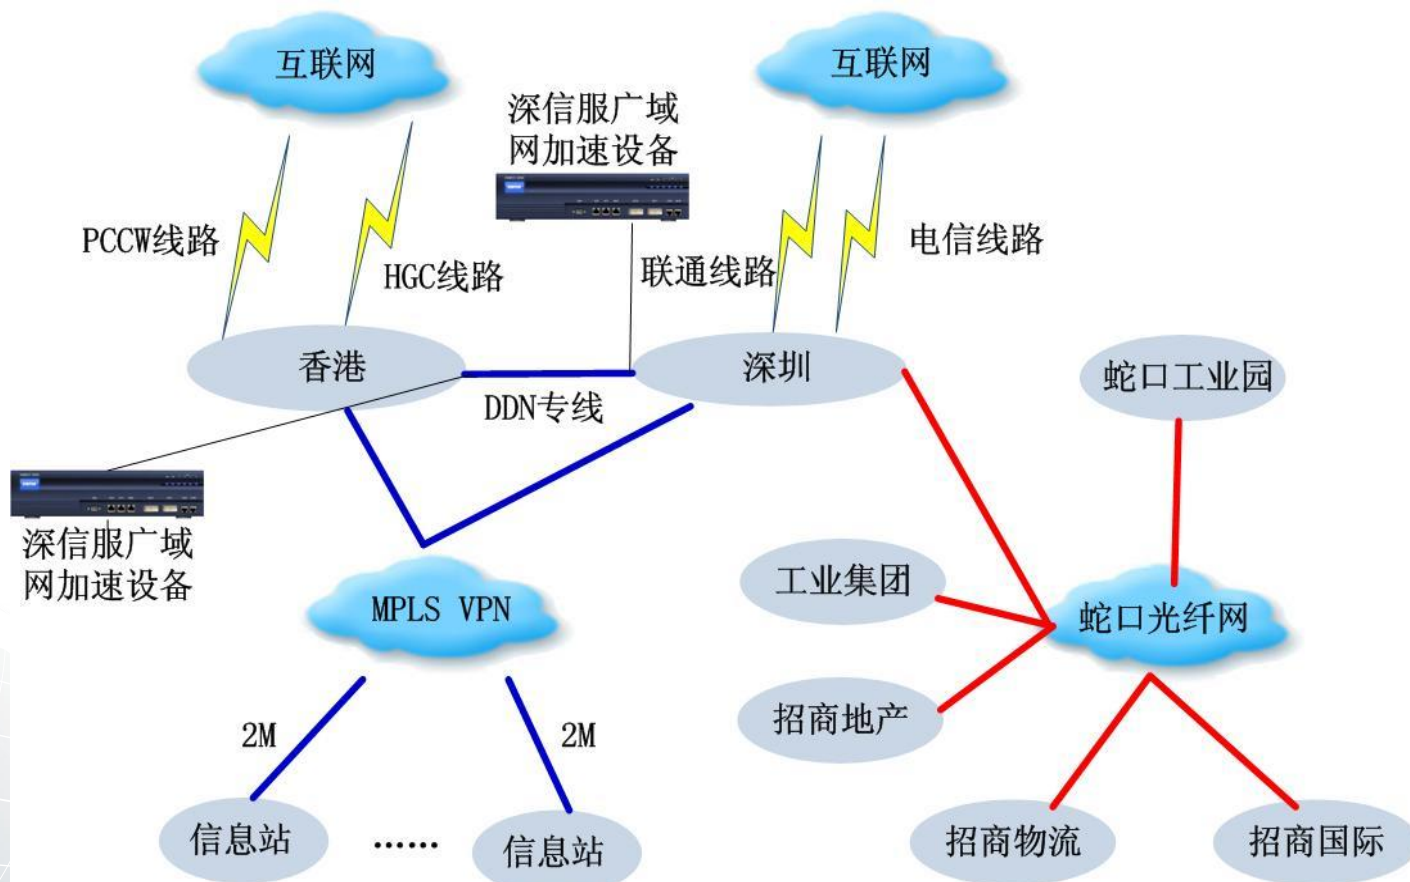 互联网
互联网
深信服广域
网加速设备
PCCW线路
HGC线路
联通线路
电信线路
香港
深圳
DDN专线
蛇口工业园
深信服广域
网加速设备
MPLS VPN
工业集团
蛇口光纤网
招商地产
2M
2M
信息站
......
信息站
招商物流
招商国际